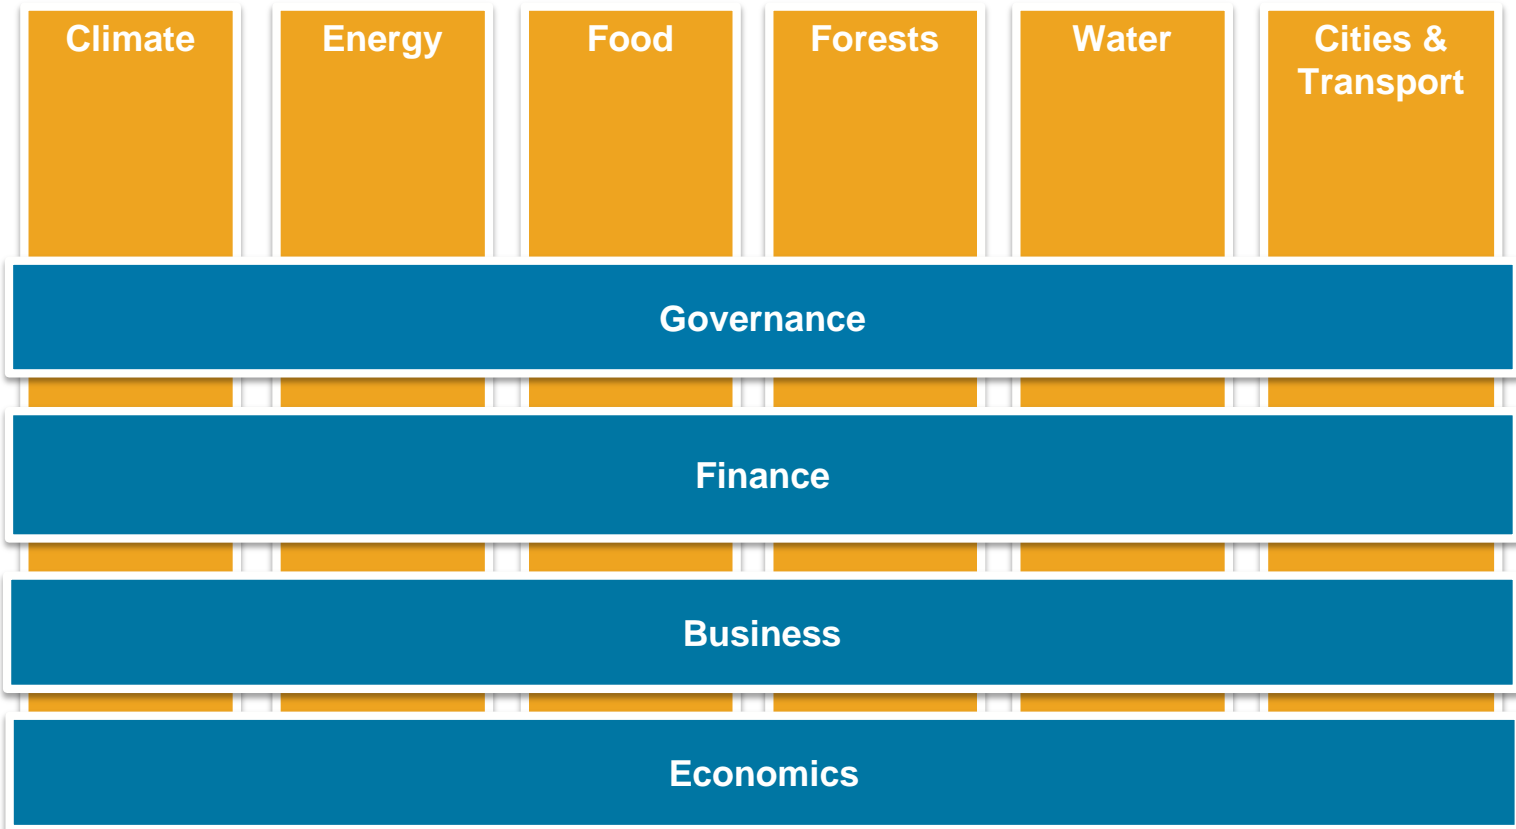 Climate
Energy
Food
Forests
Water
Cities &
Transport
Governance
Finance
Business
Economics